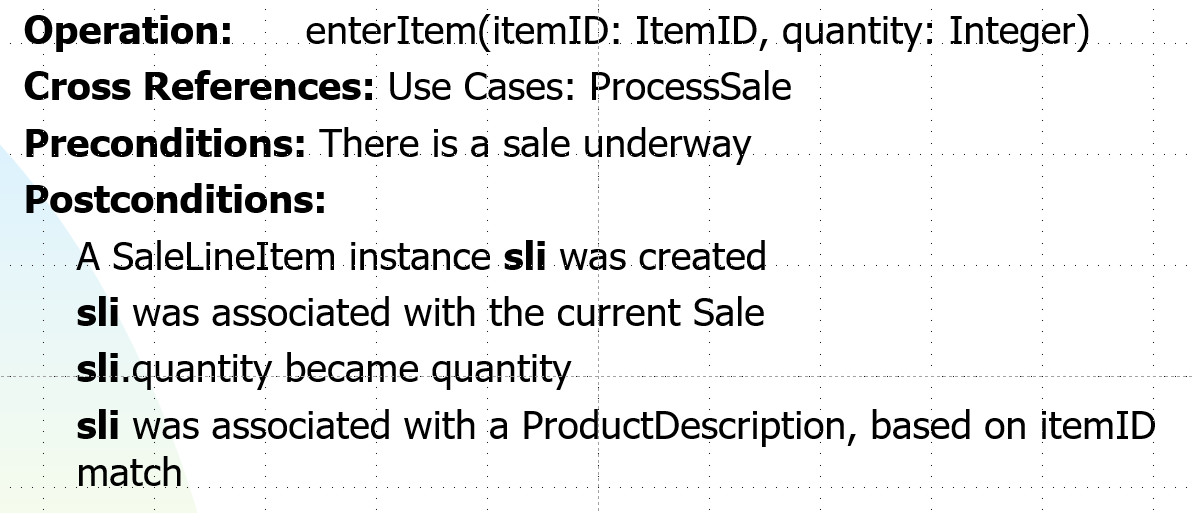 Operation: enterItem(itemID: ItemID, quantity: Integer)
Cross References: Use Cases: ProcessSale
Preconditions: There is a sale underway
Postconditions:
A SaleLineItem instance sli was created
sli was associated with the current Sale
sli.quantity became quantity
sli was associated with a ProductDescription, based on itemID
match